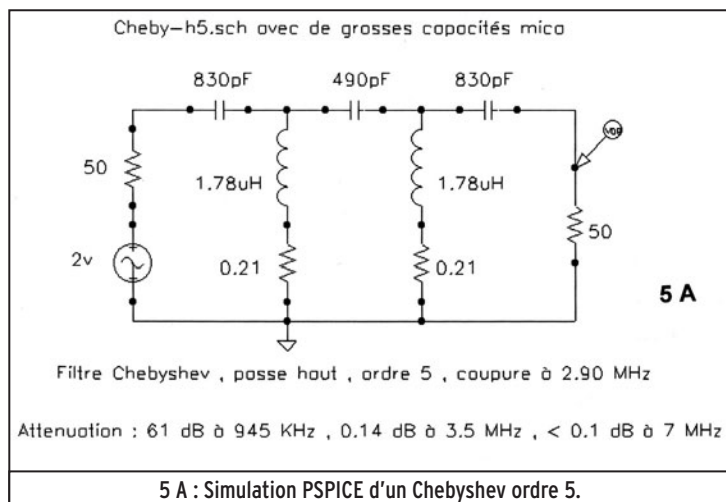 Cheby-h5.sch avec de grosses capacités mica
830pF 490pF 830pF
50 1.78uH 1.78uH
2v 0.21 0.21 50
5 A
Filtre Chebyshev , passe haut , ordre 5 , coupure à 2.90 MHz
Attenuation : 61 dB à 945 KHz , 0.14 dB à 3.5 MHz , < 0.1 dB à 7 MHz
5 A : Simulation PSPICE d'un Chebyshev ordre 5.